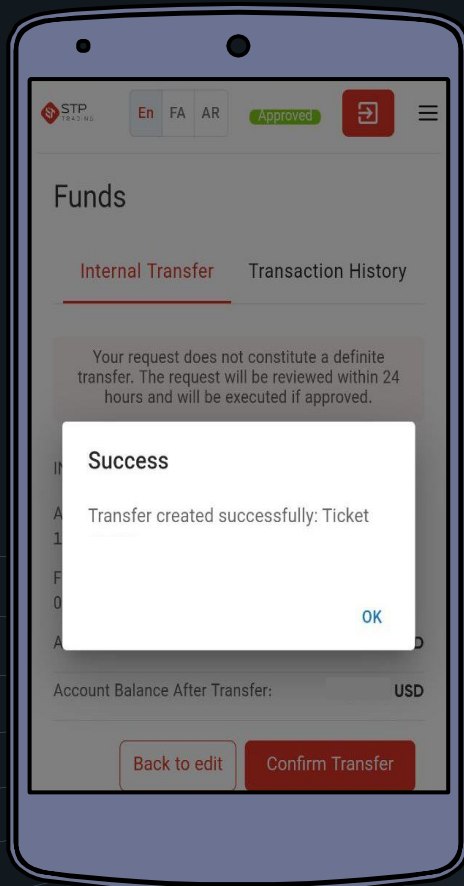 STP
TRADING
En FA AR
Approved
Funds
Internal Transfer Transaction History
Your request does not constitute a definite
transfer. The request will be reviewed within 24
hours and will be executed if approved.
Success
Transfer created successfully: Ticket
OK
Account Balance After Transfer: USD
Back to edit Confirm Transfer